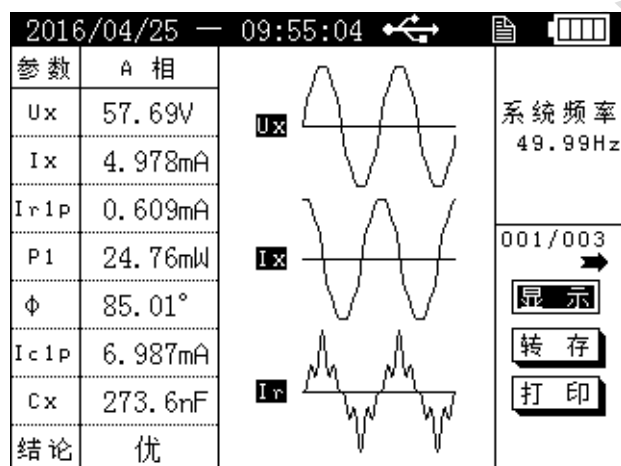 2016/04/25 — 09:55:04
参数 A 相
Ux 57.69V
Ix 4.978mA
Ir1p 0.609mA
P1 24.76mW
Φ 85.01°
Ic1p 6.987mA
Cx 273.6nF
结论 优
Ux
Ix
Ir
系统频率
49.99Hz
001/003
显示
转存
打印